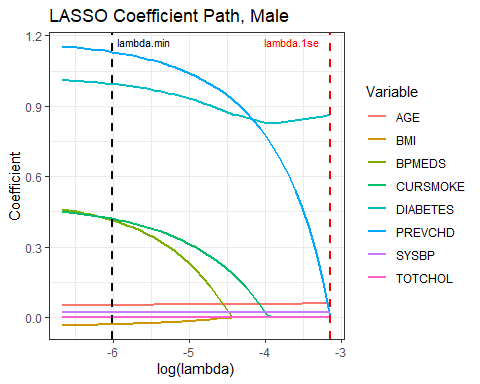 LASSO Coefficient Path, Male
lambda.min
lambda.1se
1.2
0.9
0.6
0.3
0.0
Coefficient
-6
-5
-4
-3
log(lambda)
Variable
AGE
BMI
BPMEDS
CURSMOKE
DIABETES
PREVCHD
SYSBP
TOTCHOL